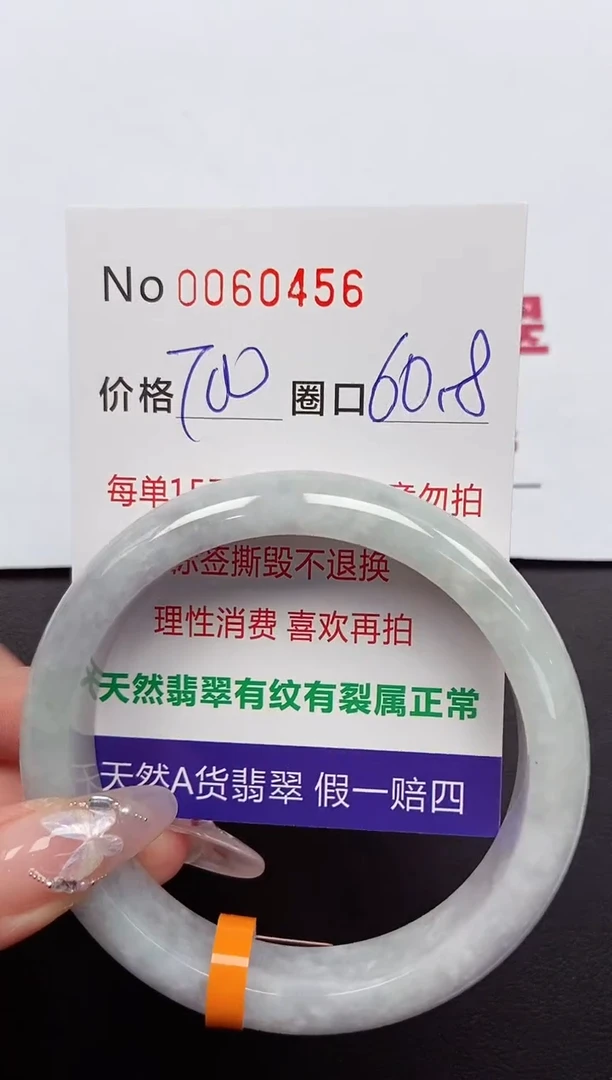 No 0060456
价格 700 圈口 60.8
每单15 勿拍
标签撕毁不退换
理性消费 喜欢再拍
天然翡翠有纹有裂属正常
天然A货翡翠 假一赔四